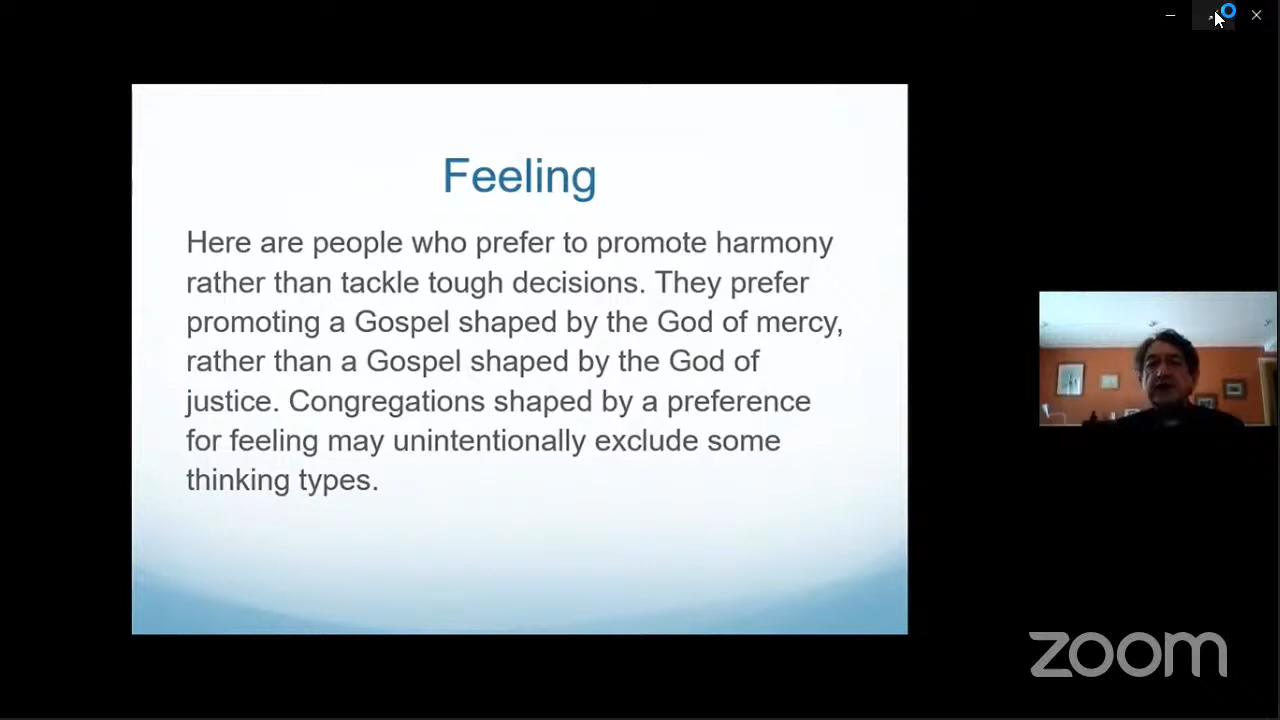 Feeling
Here are people who prefer to promote harmony
rather than tackle tough decisions. They prefer
promoting a Gospel shaped by the God of mercy,
rather than a Gospel shaped by the God of
justice. Congregations shaped by a preference
for feeling may unintentionally exclude some
thinking types.
zoom